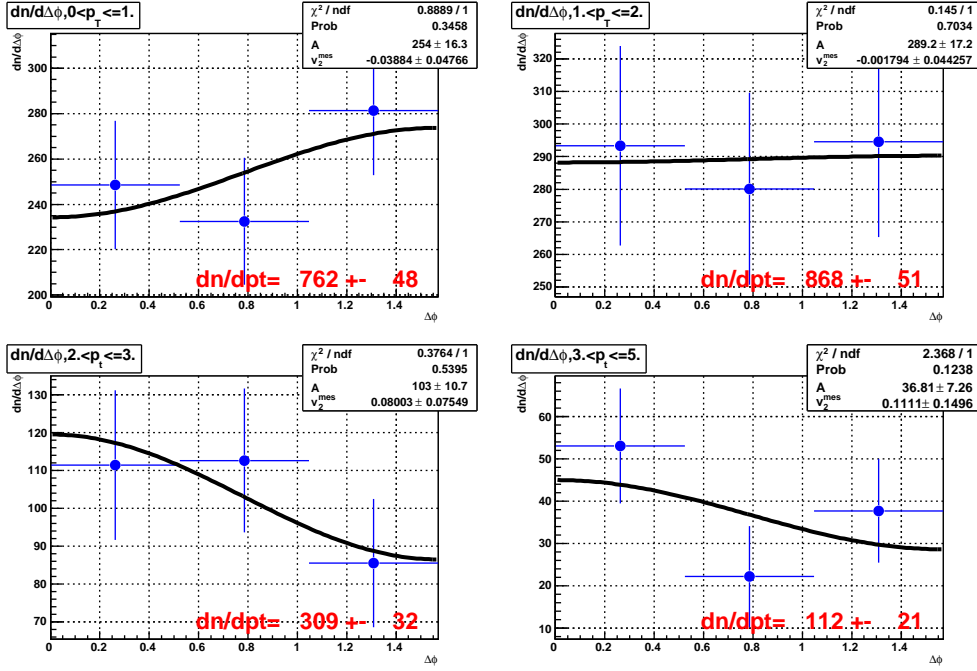 dn/dΔϕ,0<p_T<=1.
χ² / ndf 0.8889 / 1
Prob 0.3458
A 254 ± 16.3
v₂^mes -0.03884 ± 0.04766
dn/dΔϕ
300
280
260
240
220
200
0 0.2 0.4 0.6 0.8 1 1.2 1.4
Δϕ
dn/dpt= 762 +- 48
dn/dΔϕ,1.<p_T<=2.
χ² / ndf 0.145 / 1
Prob 0.7034
A 289.2 ± 17.2
v₂^mes -0.001794 ± 0.044257
dn/dΔϕ
320
310
300
290
280
270
260
250
0 0.2 0.4 0.6 0.8 1 1.2 1.4
Δϕ
dn/dpt= 868 +- 51
dn/dΔϕ,2.<p_t<=3.
χ² / ndf 0.3764 / 1
Prob 0.5395
A 103 ± 10.7
v₂^mes 0.08003 ± 0.07549
dn/dΔϕ
130
120
110
100
90
80
70
0 0.2 0.4 0.6 0.8 1 1.2 1.4
Δϕ
dn/dpt= 309 +- 32
dn/dΔϕ,3.<p_t<=5.
χ² / ndf 2.368 / 1
Prob 0.1238
A 36.81 ± 7.26
v₂^mes 0.1111 ± 0.1496
dn/dΔϕ
60
50
40
30
20
10
0 0.2 0.4 0.6 0.8 1 1.2 1.4
Δϕ
dn/dpt= 112 +- 21